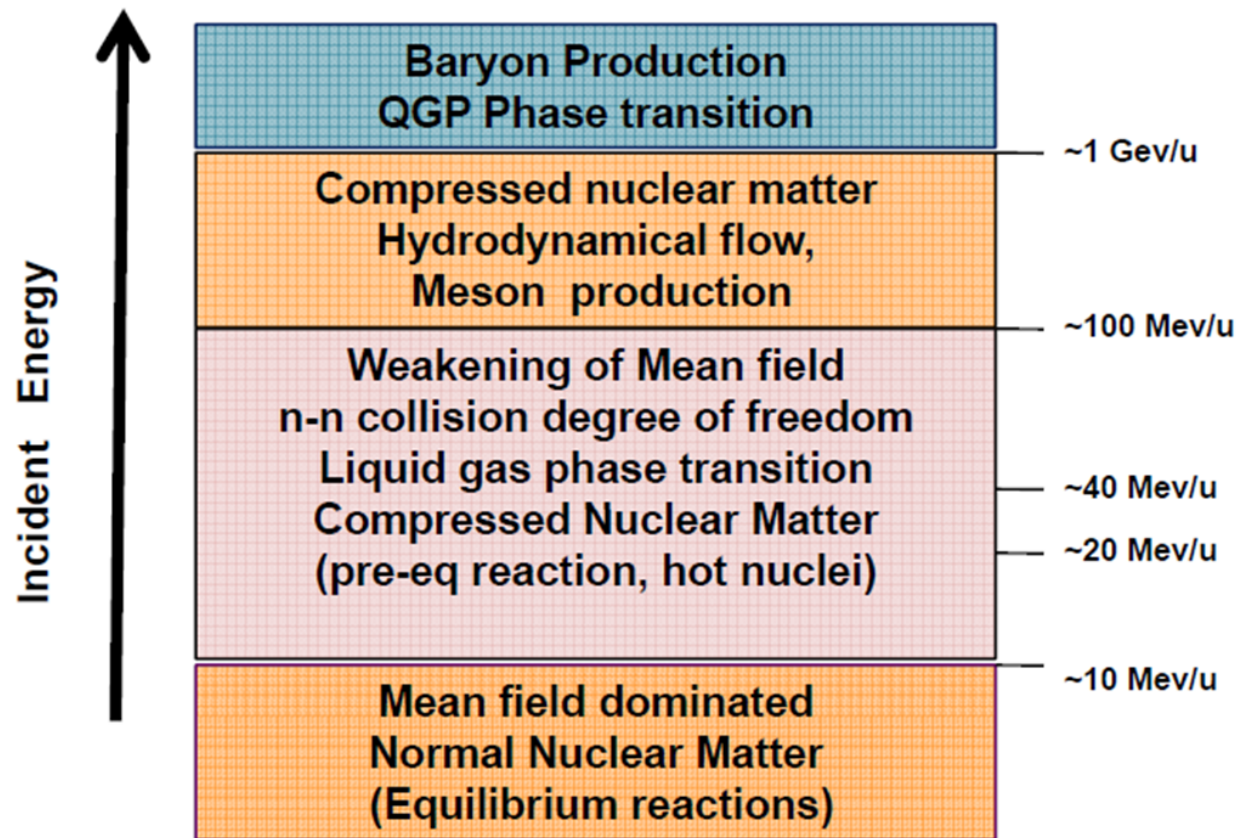 Incident Energy
Baryon Production
QGP Phase transition
~1 Gev/u
Compressed nuclear matter
Hydrodynamical flow,
Meson production
~100 Mev/u
Weakening of Mean field
n-n collision degree of freedom
Liquid gas phase transition
~40 Mev/u
Compressed Nuclear Matter
~20 Mev/u
(pre-eq reaction, hot nuclei)
~10 Mev/u
Mean field dominated
Normal Nuclear Matter
(Equilibrium reactions)